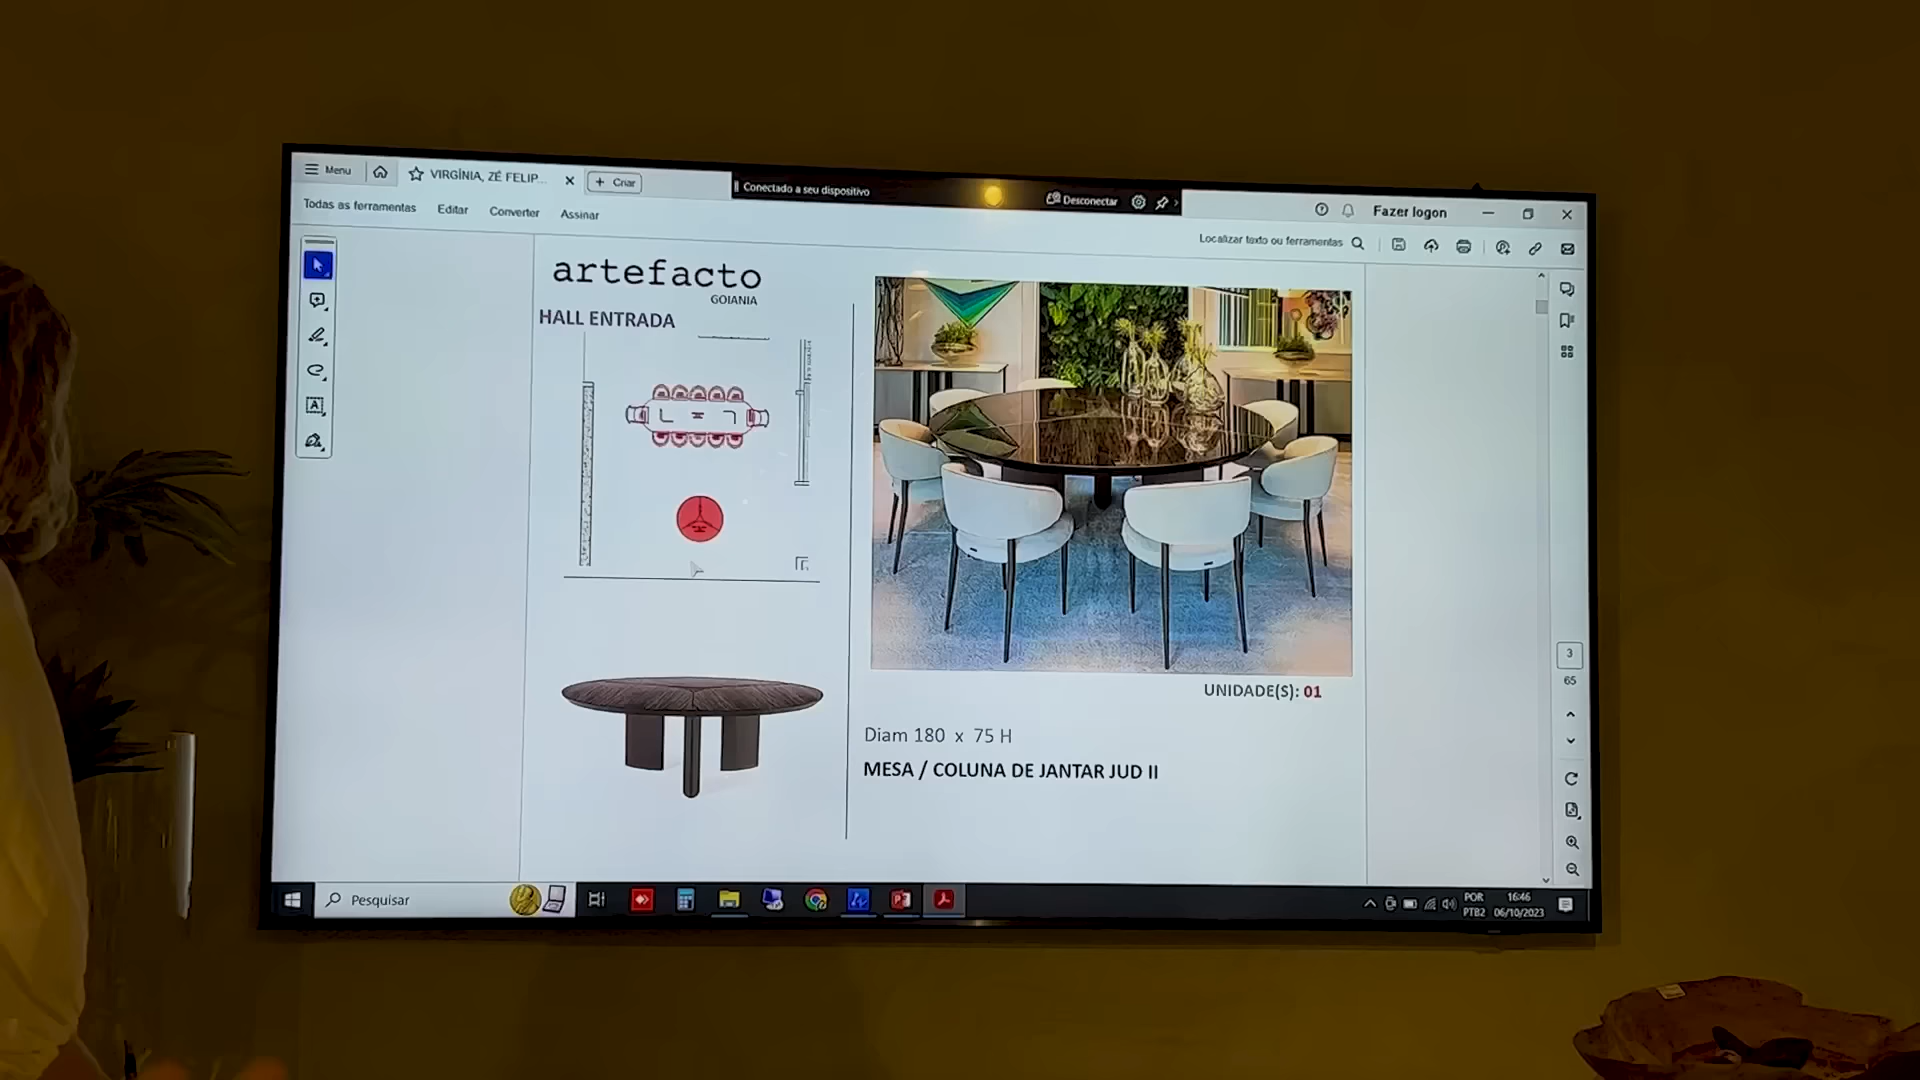 Menu
VIRGÍNIA, ZÉ FELIP...
Criar
Conectado a seu dispositivo
Desconectar
Fazer logon
Todas as ferramentas
Editar
Converter
Assinar
Localizar texto ou ferramentas
artefacto
GOIANIA
HALL ENTRADA
UNIDADE(S): 01
Diam 180 x 75 H
MESA / COLUNA DE JANTAR JUD II
3
65
Pesquisar
POR
PTB2
16:46
06/10/2023